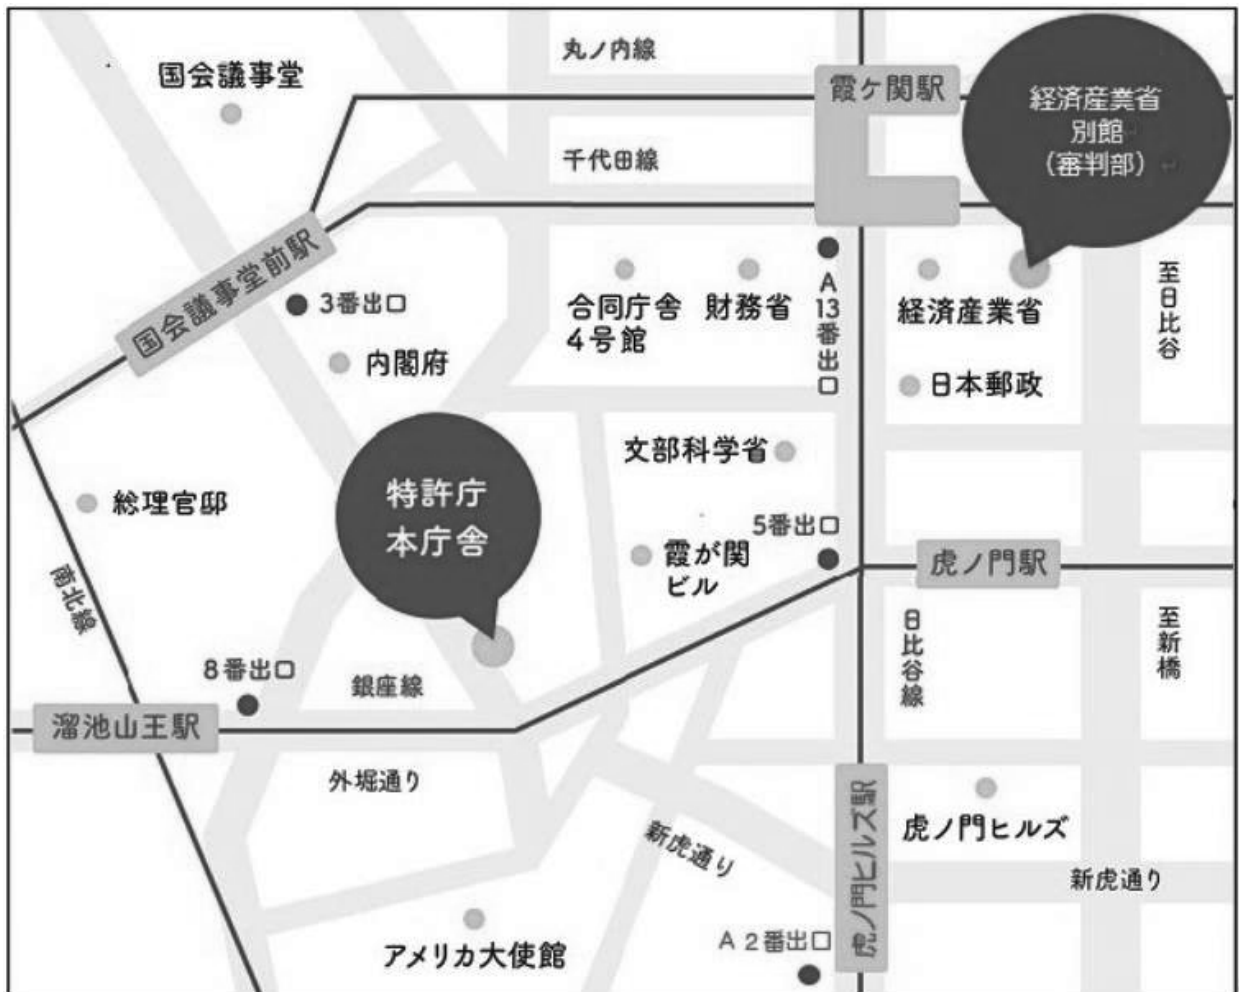 丸ノ内線
国会議事堂
霞ケ関駅
経済産業省
別館
（審判部）
千代田線
国会議事堂前駅
3番出口
合同庁舎
4号館
財務省
A13番出口
経済産業省
至日比谷
内閣府
日本郵政
文部科学省
特許庁
本庁舎
総理官邸
5番出口
霞が関
ビル
虎ノ門駅
南北線
日比谷線
至新橋
8番出口
銀座線
溜池山王駅
外堀通り
虎ノ門ヒルズ駅
虎ノ門ヒルズ
新虎通り
新虎通り
アメリカ大使館
A2番出口